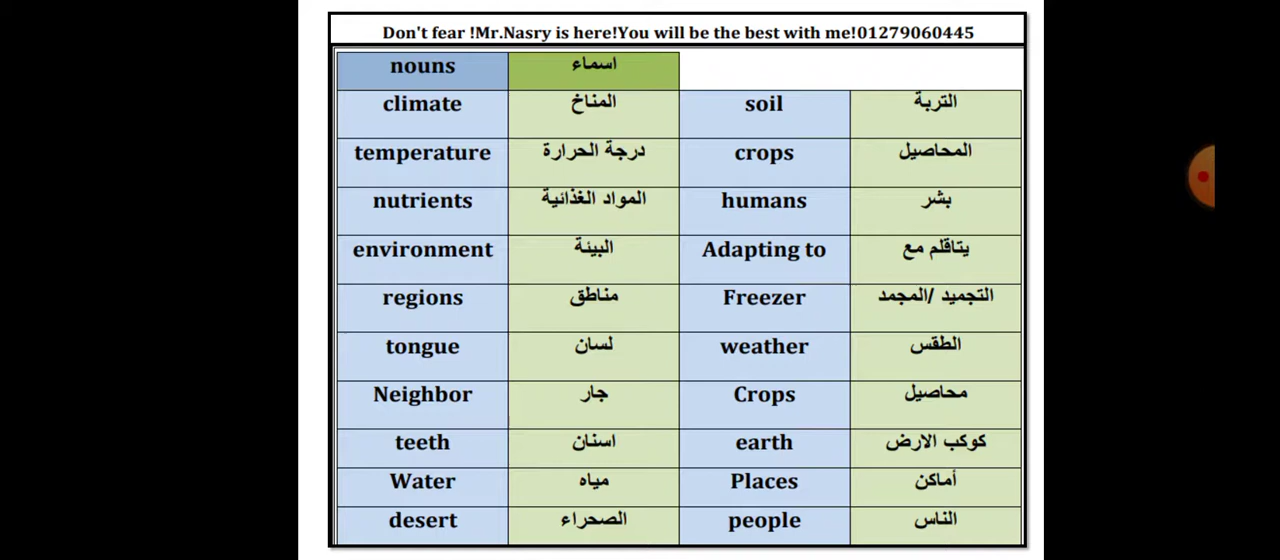 Don't fear !Mr.Nasry is here!You will be the best with me!01279060445
nouns اسماء
climate المناخ soil التربة
temperature درجة الحرارة crops المحاصيل
nutrients المواد الغذائية humans بشر
environment البيئة Adapting to يتاقلم مع
regions مناطق Freezer التجميد /المجمد
tongue لسان weather الطقس
Neighbor جار Crops محاصيل
teeth اسنان earth كوكب الارض
Water مياه Places أماكن
desert الصحراء people الناس